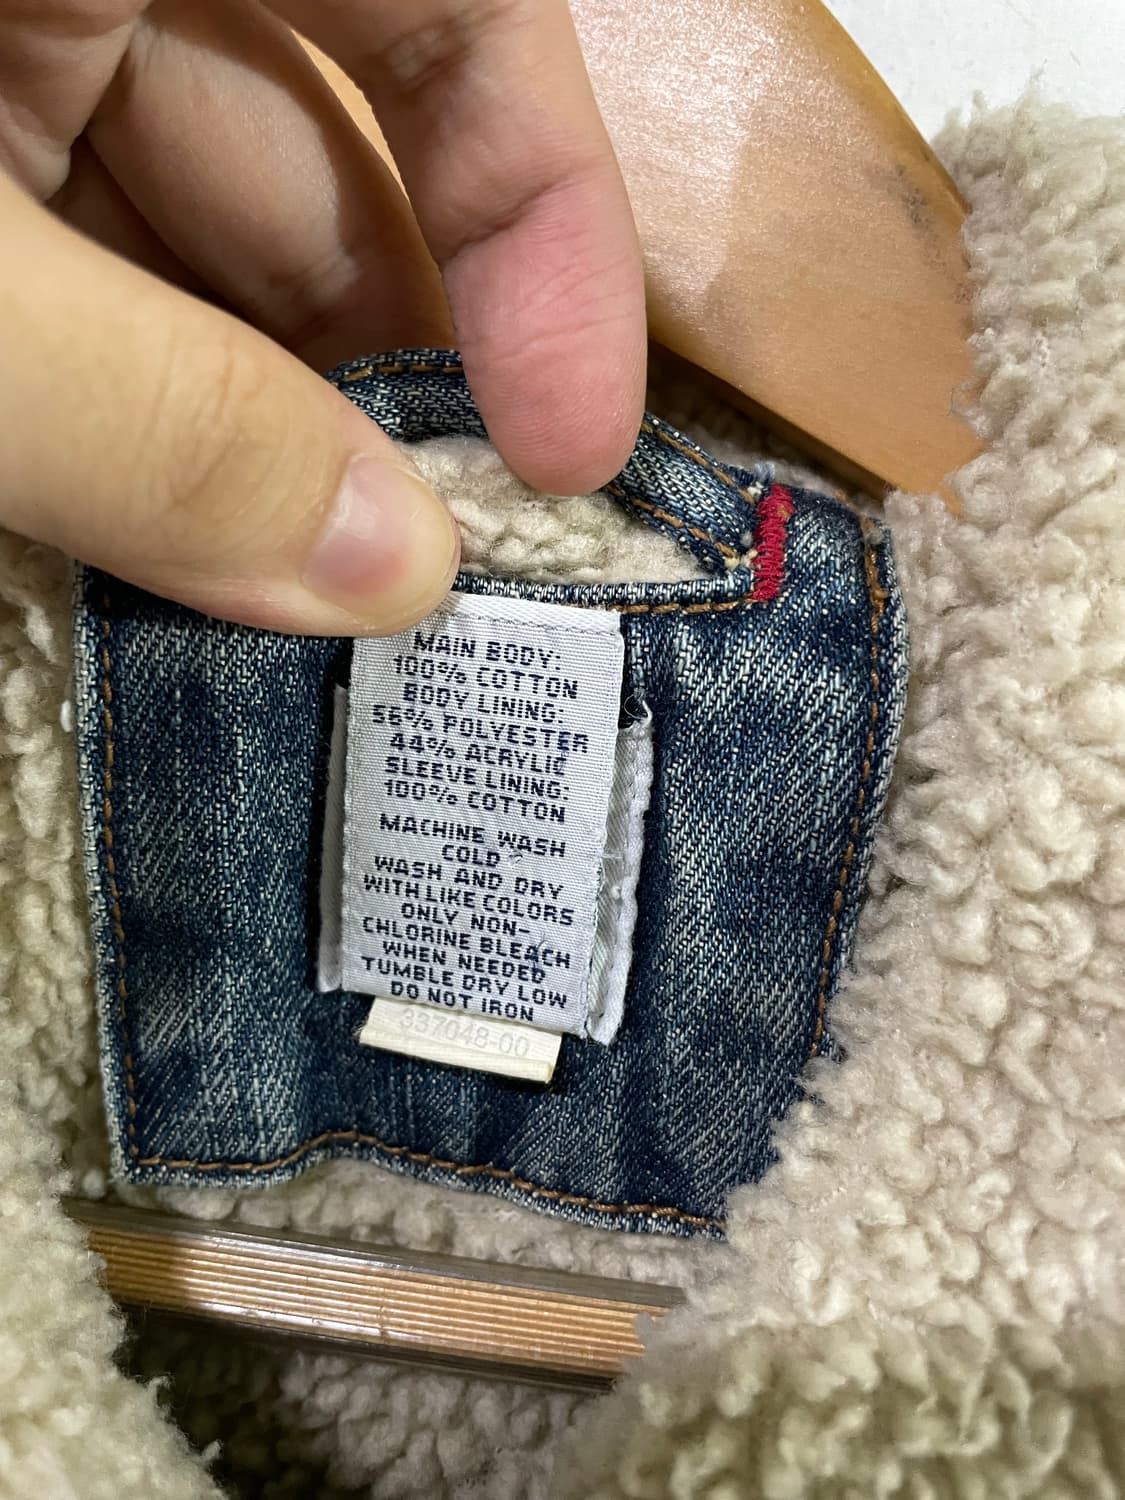 MAIN BODY:
100% COTTON
BODY LINING:
56% POLYESTER
44% ACRYLIC
SLEEVE LINING:
100% COTTON
MACHINE WASH
COLD
WASH AND DRY
WITH LIKE COLORS
ONLY NON-
CHLORINE BLEACH
WHEN NEEDED
TUMBLE DRY LOW
DO NOT IRON
337048-00